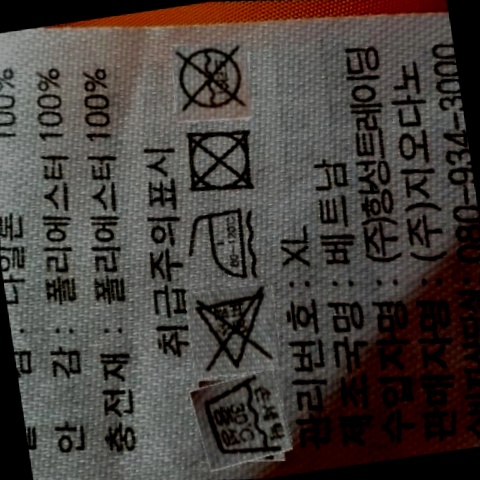 나일론 100%
안 감 : 폴리에스터 100%
충전재 : 폴리에스터 100%
취급주의표시
관리번호 : XL
제조국명 : 베트남
수입자명 : (주)항성트레이딩
판매자명 : (주)지오다노
080-934-3000